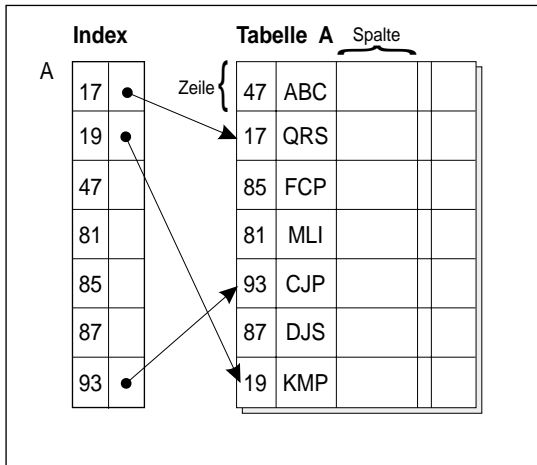 Index Tabelle A Spalte
A
Zeile
17 47 ABC
19 17 QRS
47 85 FCP
81 81 MLI
85 93 CJP
87 87 DJS
93 19 KMP